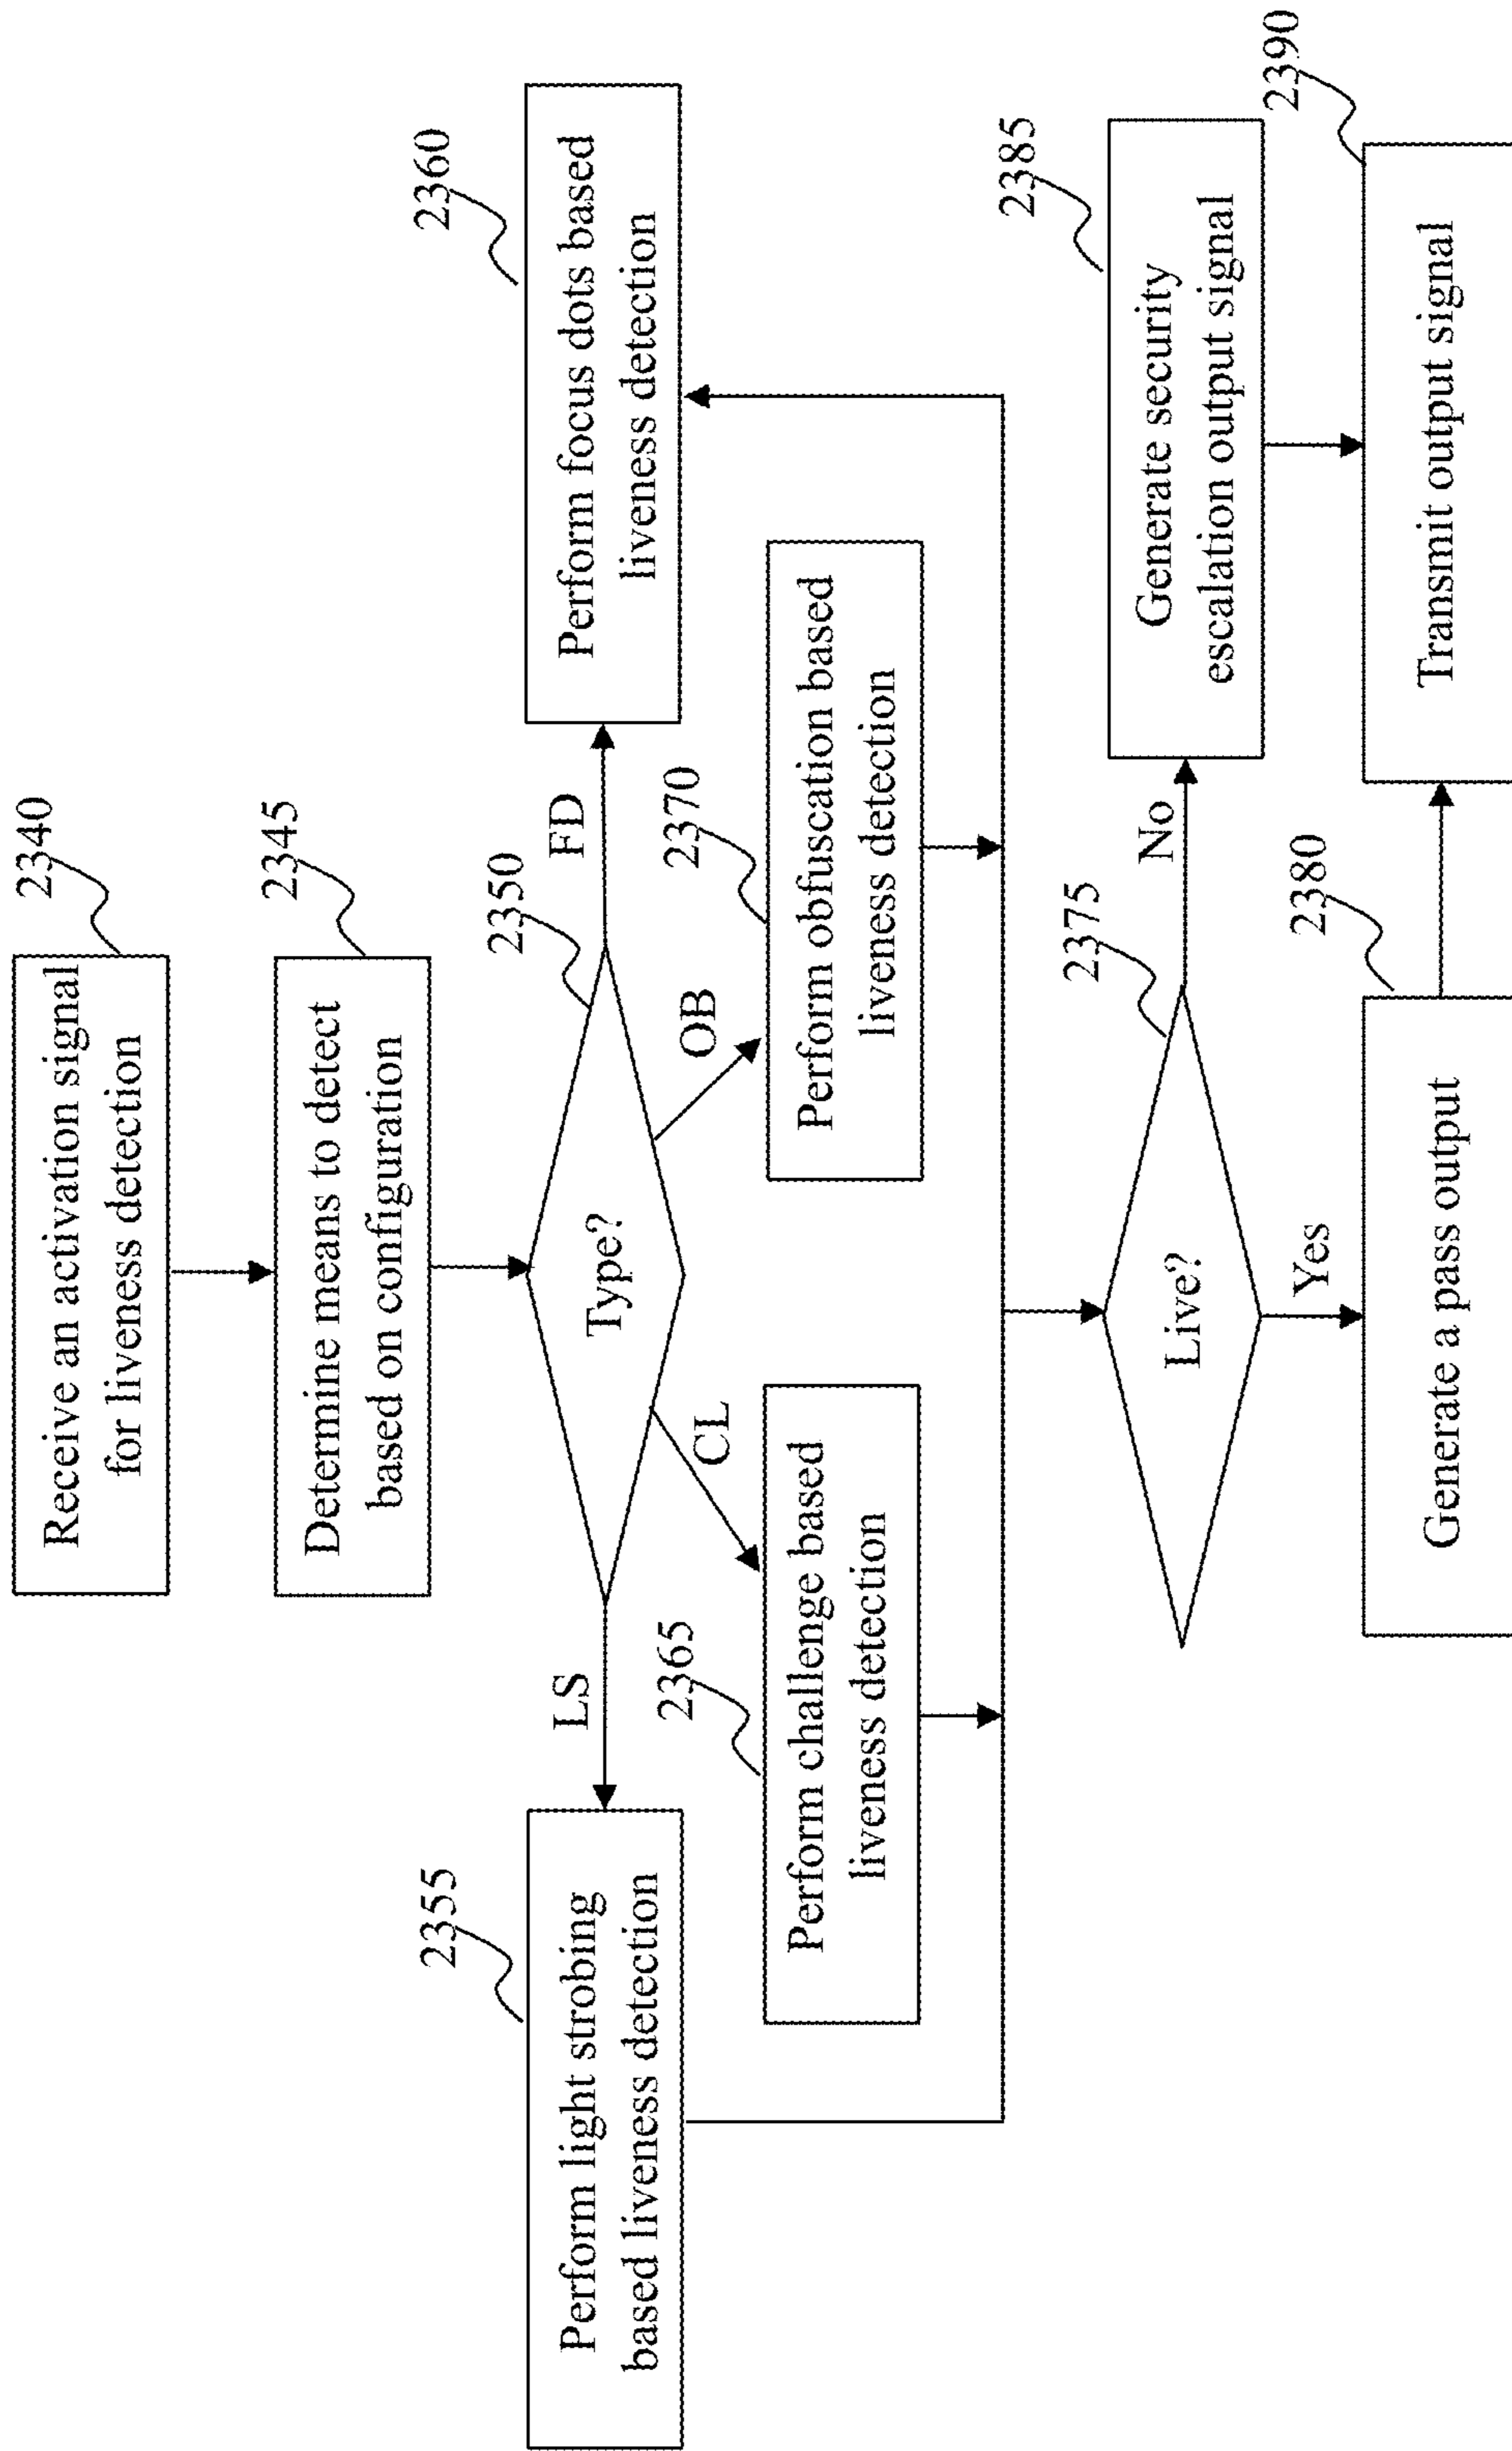 2340
Receive an activation signal
for liveness detection
2345
Determine means to detect
based on configuration
2350
Type?
LS
FD
CL
OB
2355
Perform light strobing
based liveness detection
2360
Perform focus dots based
liveness detection
2365
Perform challenge based
liveness detection
2370
Perform obfuscation based
liveness detection
2375
Live?
No
Yes
2385
Generate security
escalation output signal
2380
Generate a pass output
2390
Transmit output signal